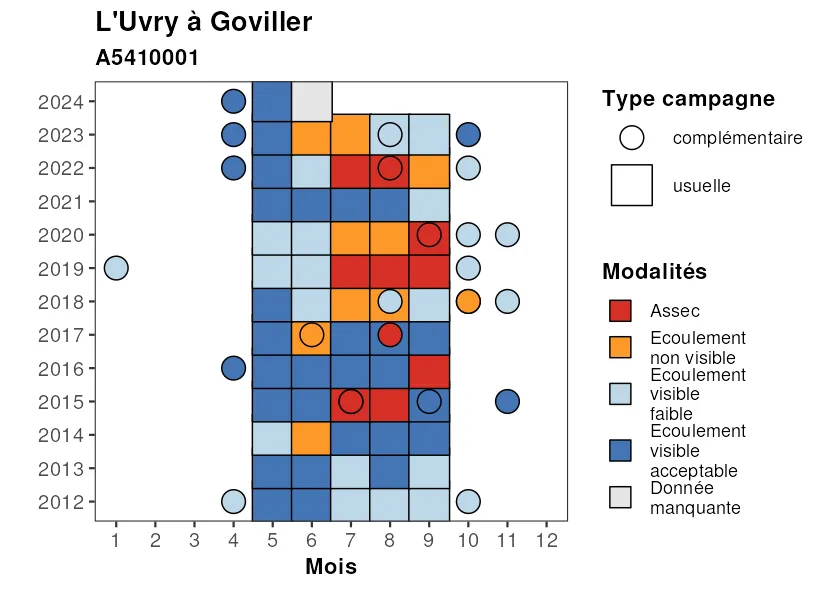 L'Uvry à Goviller
A5410001
2024
2023
2022
2021
2020
2019
2018
2017
2016
2015
2014
2013
2012
1 2 3 4 5 6 7 8 9 10 11 12
Mois
Type campagne
complémentaire
usuelle
Modalités
Assec
Ecoulement
non visible
Ecoulement
visible
faible
Ecoulement
visible
acceptable
Donnée
manquante